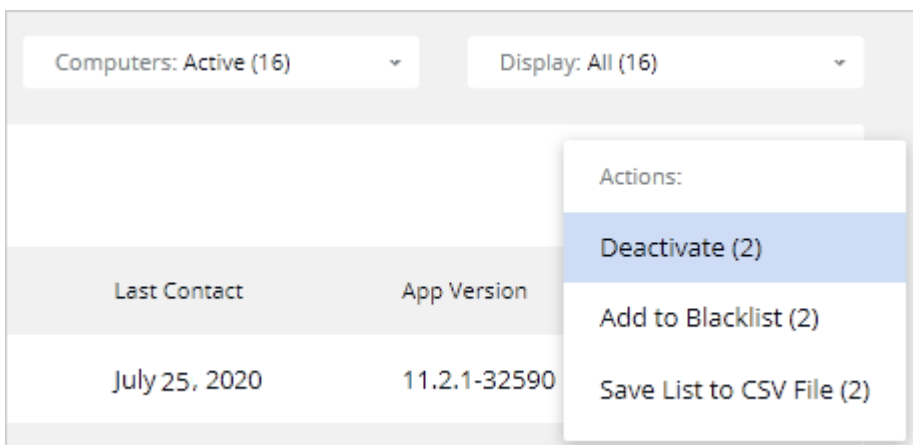 Computers: Active (16)
Display: All (16)
Actions:
Deactivate (2)
Add to Blacklist (2)
Save List to CSV File (2)
Last Contact
App Version
July 25, 2020
11.2.1-32590